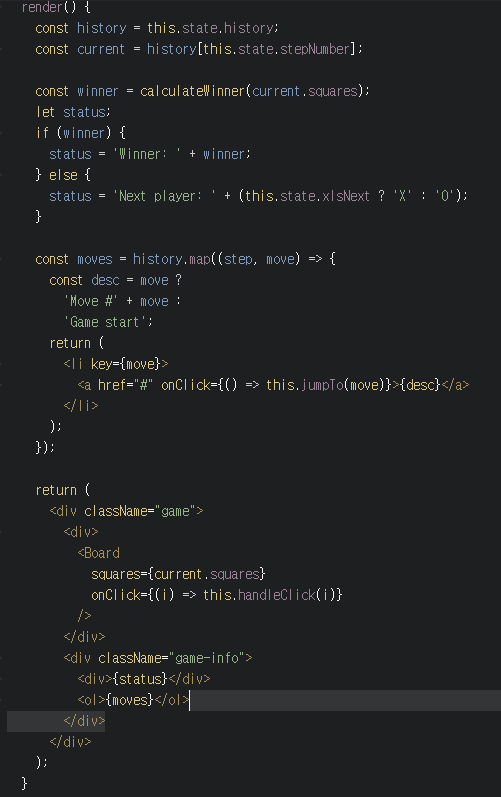 render() {
  const history = this.state.history;
  const current = history[this.state.stepNumber];

  const winner = calculateWinner(current.squares);
  let status;
  if (winner) {
    status = 'Winner: ' + winner;
  } else {
    status = 'Next player: ' + (this.state.xIsNext ? 'X' : 'O');
  }

  const moves = history.map((step, move) => {
    const desc = move ?
      'Move #' + move :
      'Game start';
    return (
      <li key={move}>
        <a href="#" onClick={() => this.jumpTo(move)}>{desc}</a>
      </li>
    );
  });

  return (
    <div className="game">
      <div>
        <Board
          squares={current.squares}
          onClick={(i) => this.handleClick(i)}
        />
      </div>
      <div className="game-info">
        <div>{status}</div>
        <ol>{moves}</ol>
      </div>
    </div>
  );
}